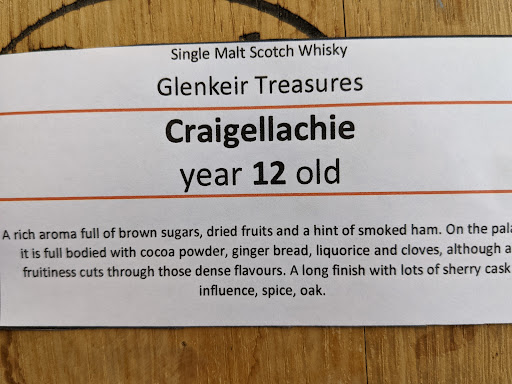 Single Malt Scotch Whisky
Glenkeir Treasures
Craigellachie
year 12 old
A rich aroma full of brown sugars, dried fruits and a hint of smoked ham. On the pala
it is full bodied with cocoa powder, ginger bread, liquorice and cloves, although a
fruitiness cuts through those dense flavours. A long finish with lots of sherry cask
influence, spice, oak.